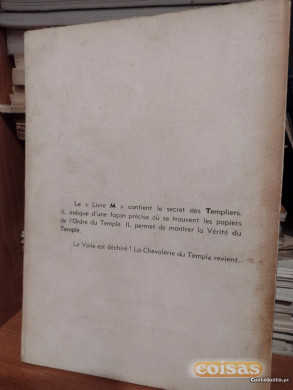 Le « Livre M » contient le secret des Templiers.
IL indique d'une façon précise où se trouvent les papiers
de l'Ordre du Temple. IL permet de montrer la Vérité du
Temple.
Le Voile est déchiré ! La Chevalerie du Temple revient...
coisas
CustoJusto.pt